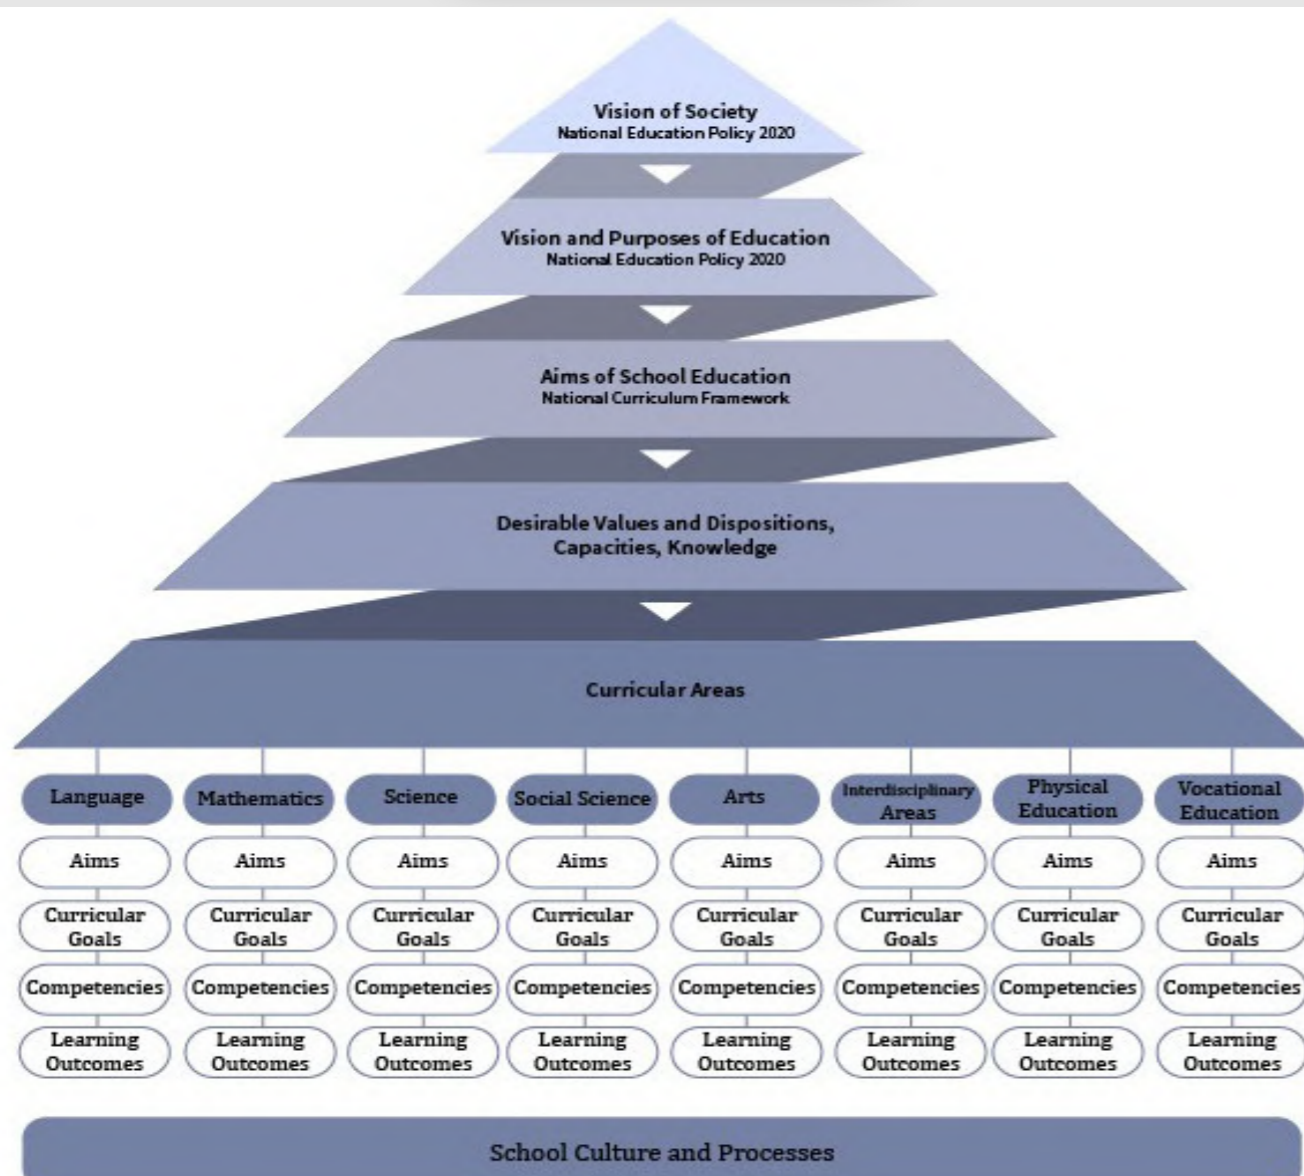 Vision of Society
National Education Policy 2020
Vision and Purposes of Education
National Education Policy 2020
Aims of School Education
National Curriculum Framework
Desirable Values and Dispositions,
Capacities, Knowledge
Curricular Areas
Language Mathematics Science Social Science Arts Interdisciplinary Areas Physical Education Vocational Education
Aims Aims Aims Aims Aims Aims Aims Aims
Curricular Goals Curricular Goals Curricular Goals Curricular Goals Curricular Goals Curricular Goals Curricular Goals Curricular Goals
Competencies Competencies Competencies Competencies Competencies Competencies Competencies Competencies
Learning Outcomes Learning Outcomes Learning Outcomes Learning Outcomes Learning Outcomes Learning Outcomes Learning Outcomes Learning Outcomes
School Culture and Processes